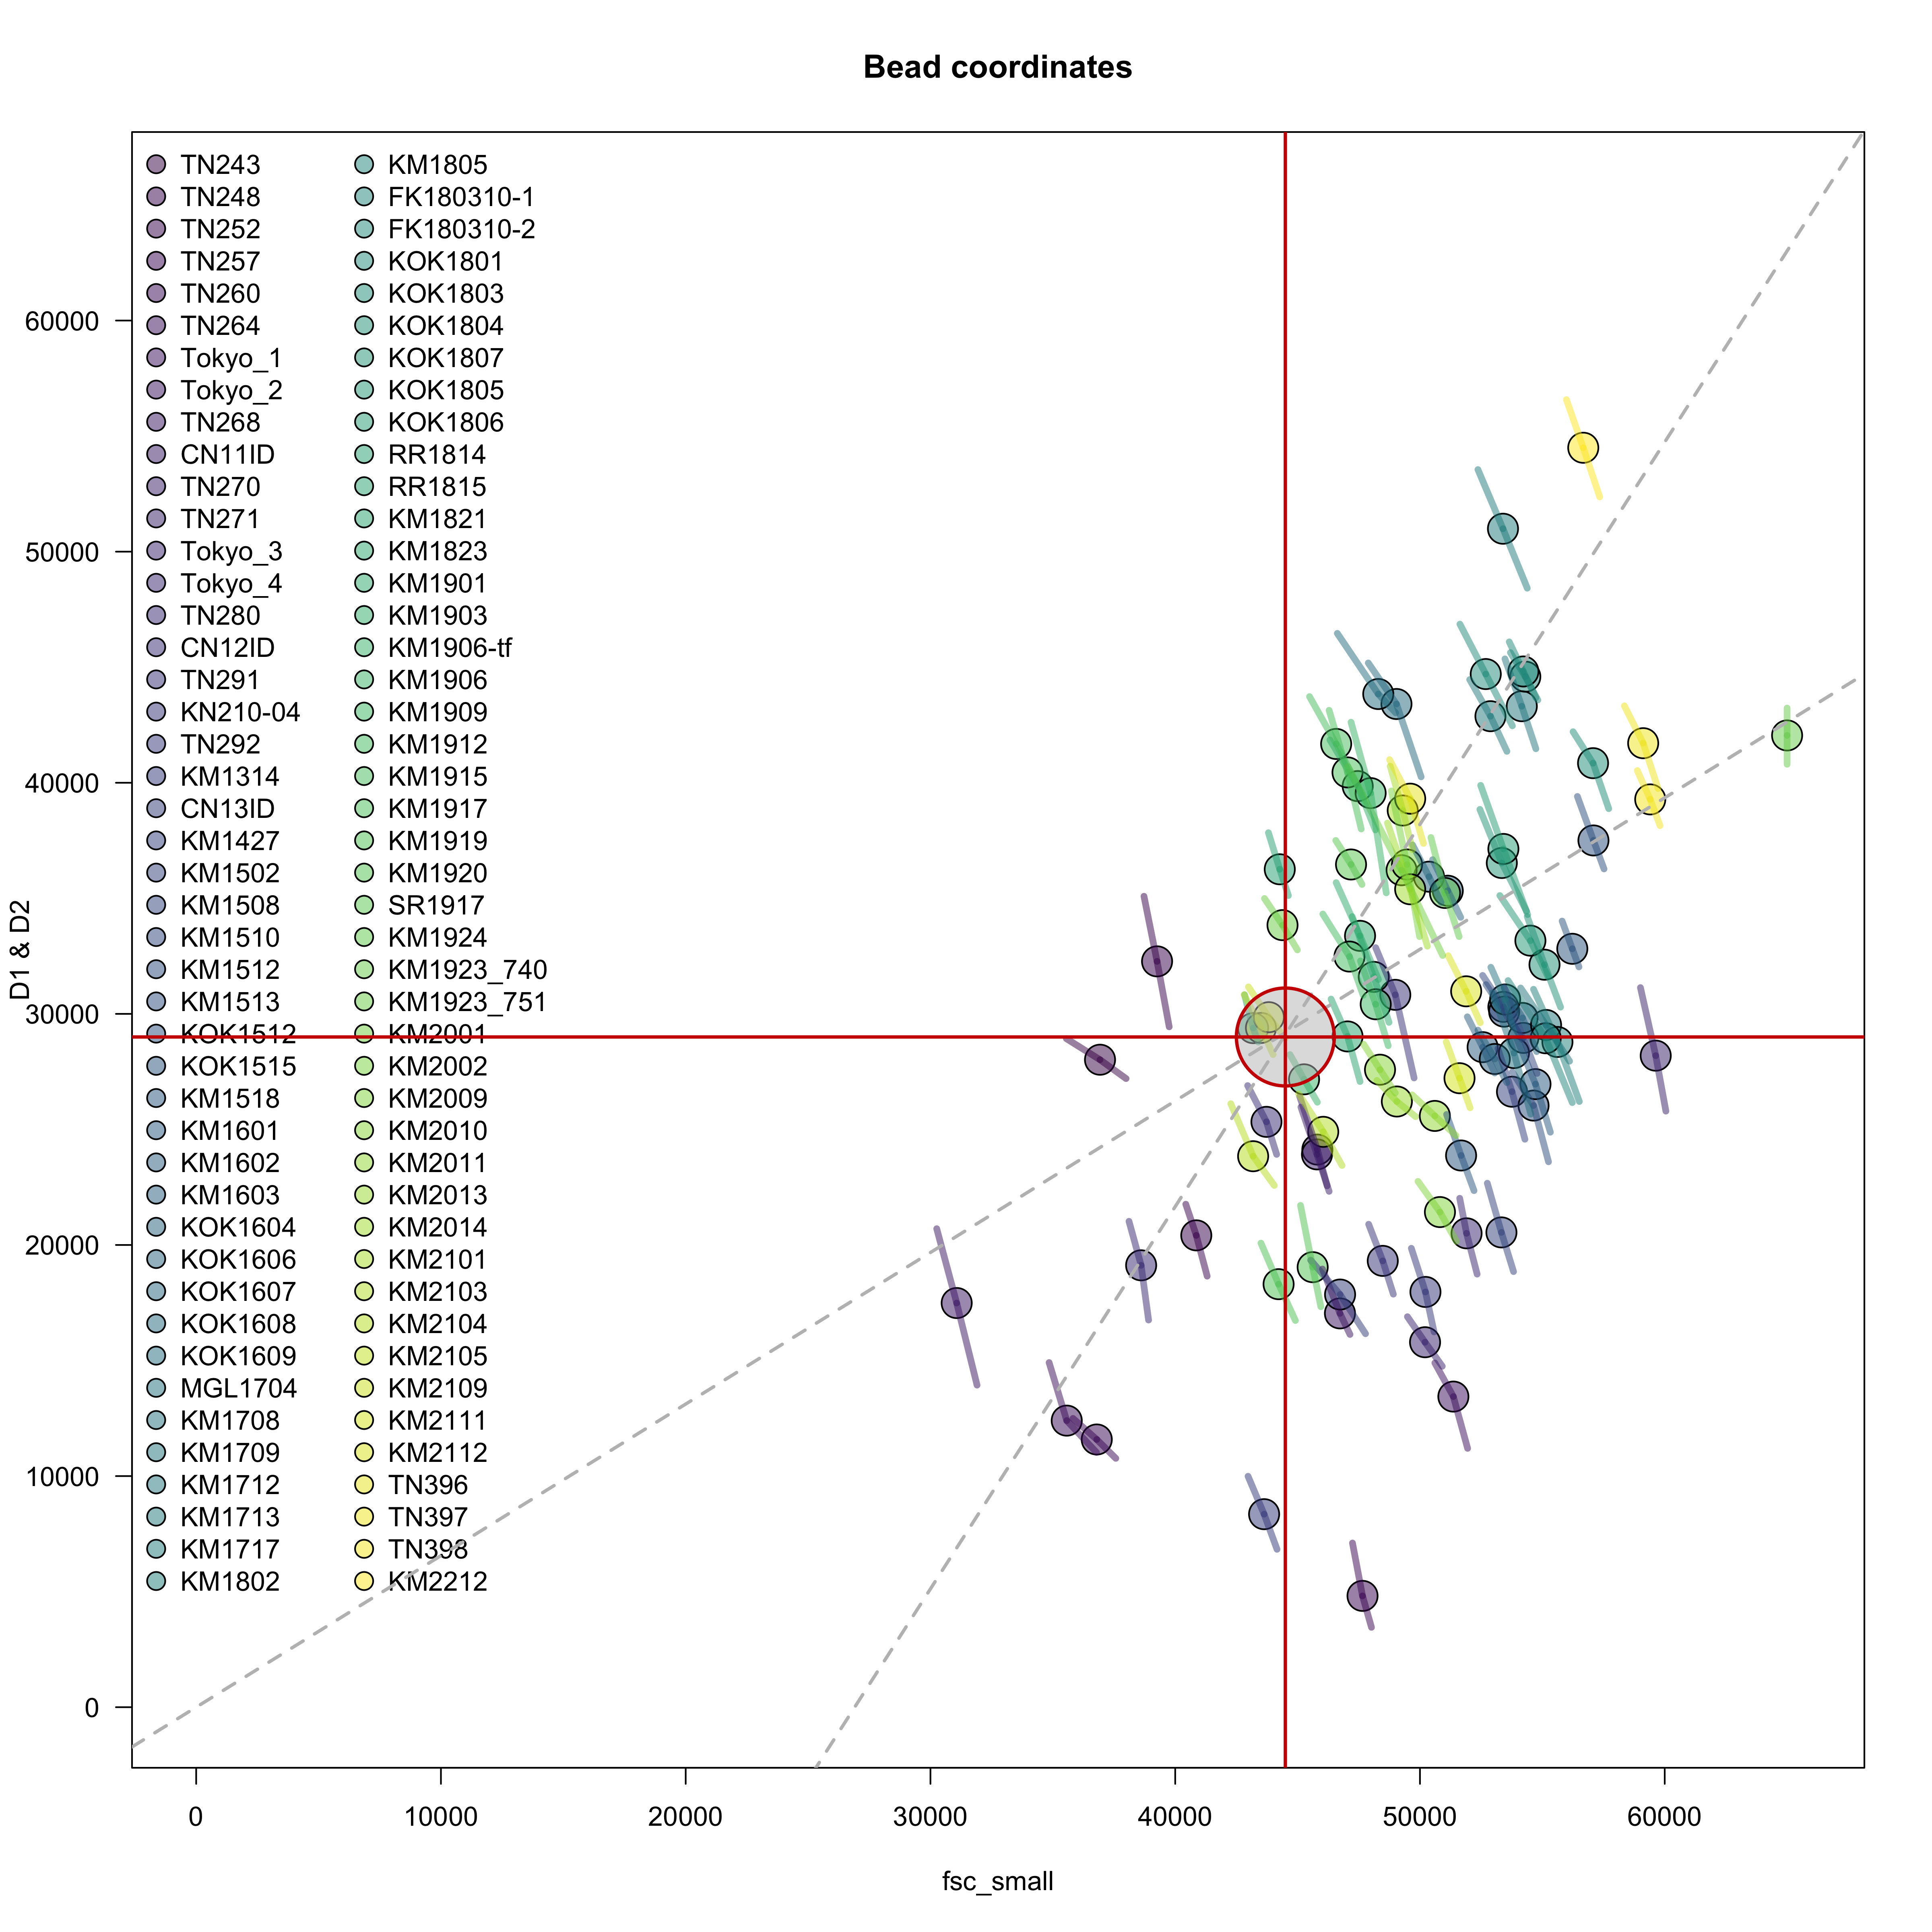 Bead coordinates
TN243
TN248
TN252
TN257
TN260
TN264
Tokyo_1
Tokyo_2
TN268
CN11ID
TN270
TN271
Tokyo_3
Tokyo_4
TN280
CN12ID
TN291
KN210-04
TN292
KM1314
CN13ID
KM1427
KM1502
KM1508
KM1510
KM1512
KM1513
KOK1512
KOK1515
KM1518
KM1601
KM1602
KM1603
KOK1604
KOK1606
KOK1607
KOK1608
KOK1609
MGL1704
KM1708
KM1709
KM1712
KM1713
KM1717
KM1802
KM1805
FK180310-1
FK180310-2
KOK1801
KOK1803
KOK1804
KOK1807
KOK1805
KOK1806
RR1814
RR1815
KM1821
KM1823
KM1901
KM1903
KM1906-tf
KM1906
KM1909
KM1912
KM1915
KM1917
KM1919
KM1920
SR1917
KM1924
KM1923_740
KM1923_751
KM2001
KM2002
KM2009
KM2010
KM2011
KM2013
KM2014
KM2101
KM2103
KM2104
KM2105
KM2109
KM2111
KM2112
TN396
TN397
TN398
KM2212
60000
50000
40000
30000
20000
10000
0
D1 & D2
0
10000
20000
30000
40000
50000
60000
fsc_small